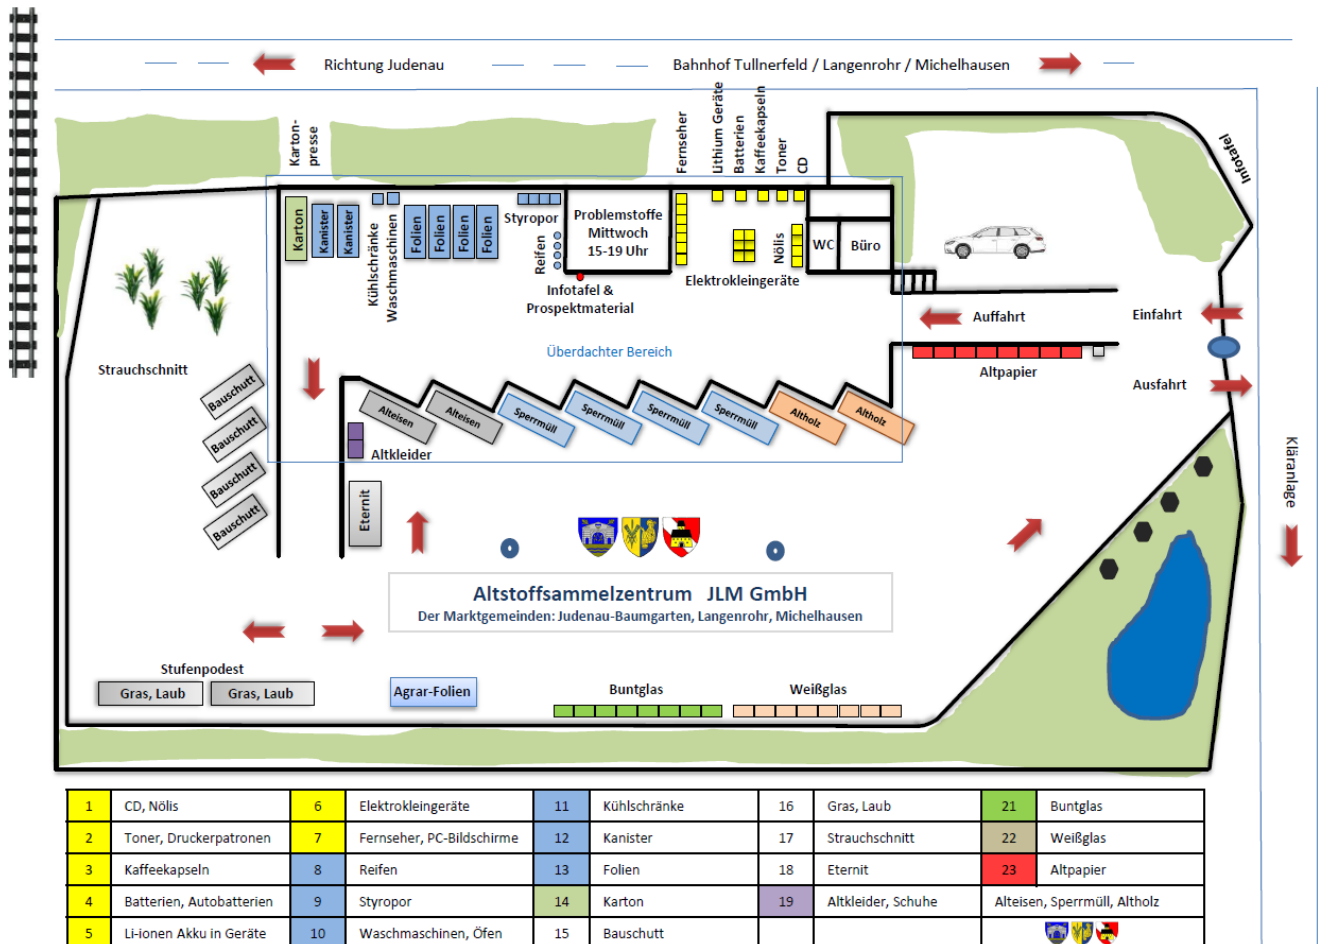 Richtung Judenau
Bahnhof Tullnerfeld / Langenrohr / Michelhausen
Karton-
presse
Fernseher
Lithium Geräte
Batterien
Kaffeekapseln
Toner
CD
Infotafel
Karton
Kanister
Kanister
Kühlschränke
Waschmaschinen
Folien
Folien
Folien
Folien
Styropor
Reifen
Problemstoffe
Mittwoch
15-19 Uhr
Infotafel &
Prospektmaterial
Elektrokleingeräte
Nölis
WC
Büro
Auffahrt
Einfahrt
Altpapier
Ausfahrt
Überdachter Bereich
Strauchschnitt
Bauschutt
Bauschutt
Bauschutt
Bauschutt
Alteisen
Alteisen
Sperrmüll
Sperrmüll
Sperrmüll
Sperrmüll
Altholz
Altholz
Altkleider
Eternit
Kläranlage
Altstoffsammelzentrum JLM GmbH
Der Marktgemeinden: Judenau-Baumgarten, Langenrohr, Michelhausen
Stufenpodest
Gras, Laub
Gras, Laub
Agrar-Folien
Buntglas
Weißglas
1 CD, Nölis 6 Elektrokleingeräte 11 Kühlschränke 16 Gras, Laub 21 Buntglas
2 Toner, Druckerpatronen 7 Fernseher, PC-Bildschirme 12 Kanister 17 Strauchschnitt 22 Weißglas
3 Kaffeekapseln 8 Reifen 13 Folien 18 Eternit 23 Altpapier
4 Batterien, Autobatterien 9 Styropor 14 Karton 19 Altkleider, Schuhe Alteisen, Sperrmüll, Altholz
5 Li-ionen Akku in Geräte 10 Waschmaschinen, Öfen 15 Bauschutt